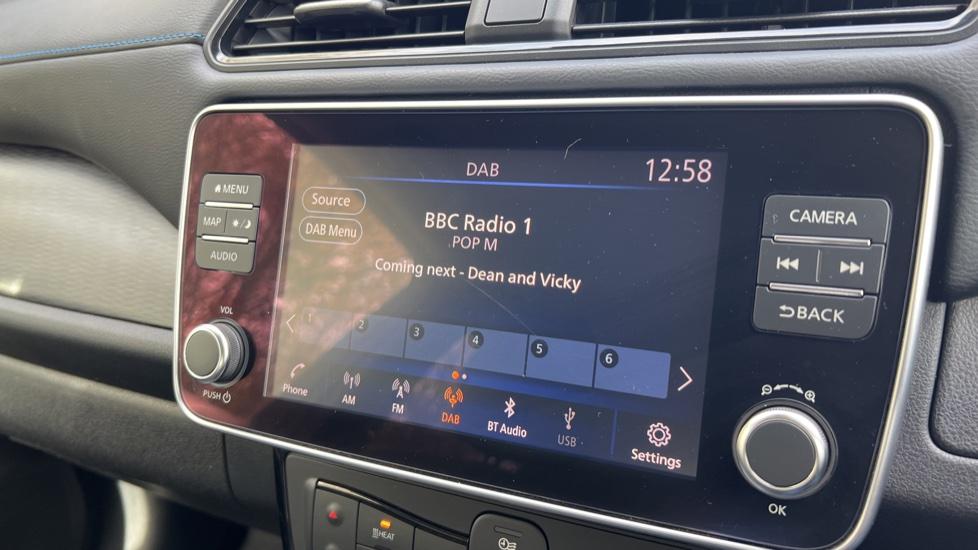 MENU
MAP
AUDIO
VOL
PUSH
DAB
12:58
Source
DAB Menu
BBC Radio 1
POP M
Coming next - Dean and Vicky
1 2 3 4 5 6
Phone
AM
FM
DAB
BT Audio
USB
Settings
CAMERA
BACK
OK
HEAT